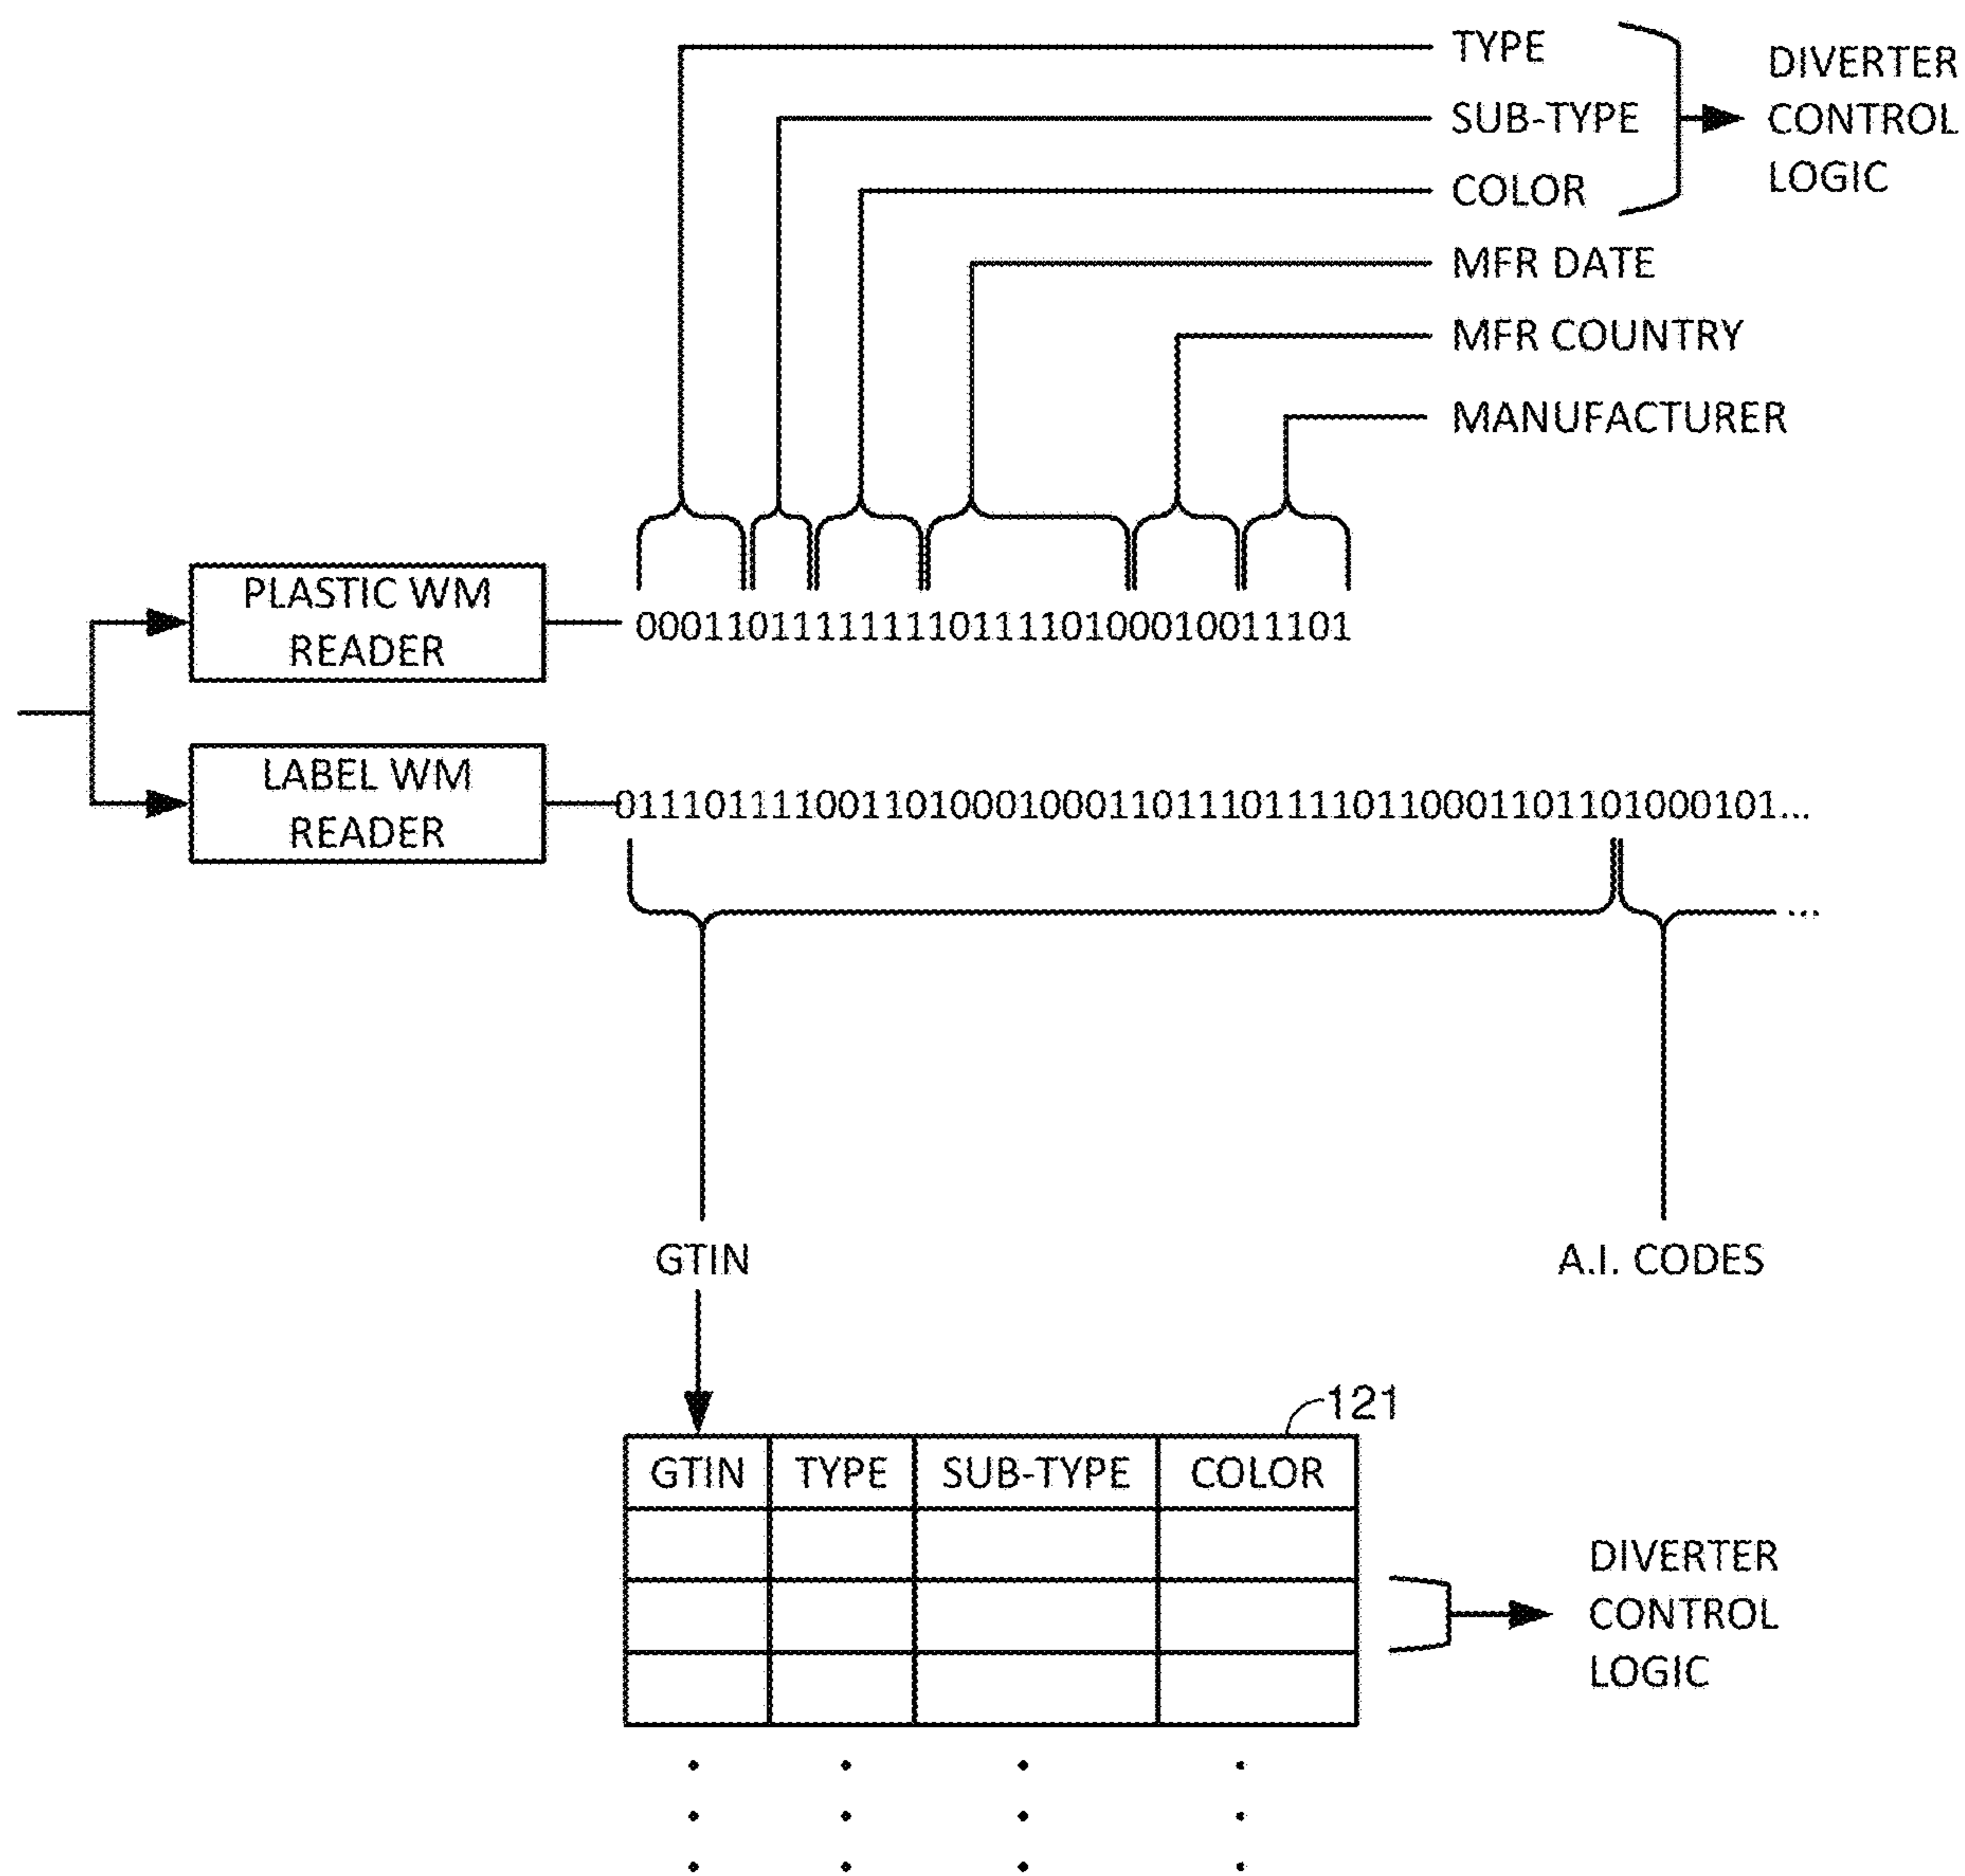 TYPE
SUB-TYPE
COLOR
DIVERTER
CONTROL
LOGIC
MFR DATE
MFR COUNTRY
MANUFACTURER
PLASTIC WM
READER
00011011111111011110100010011101
LABEL WM
READER
0111011110011010001000110111011110110001101101000101...
...
GTIN
A.I. CODES
121
GTIN TYPE SUB-TYPE COLOR
DIVERTER
CONTROL
LOGIC